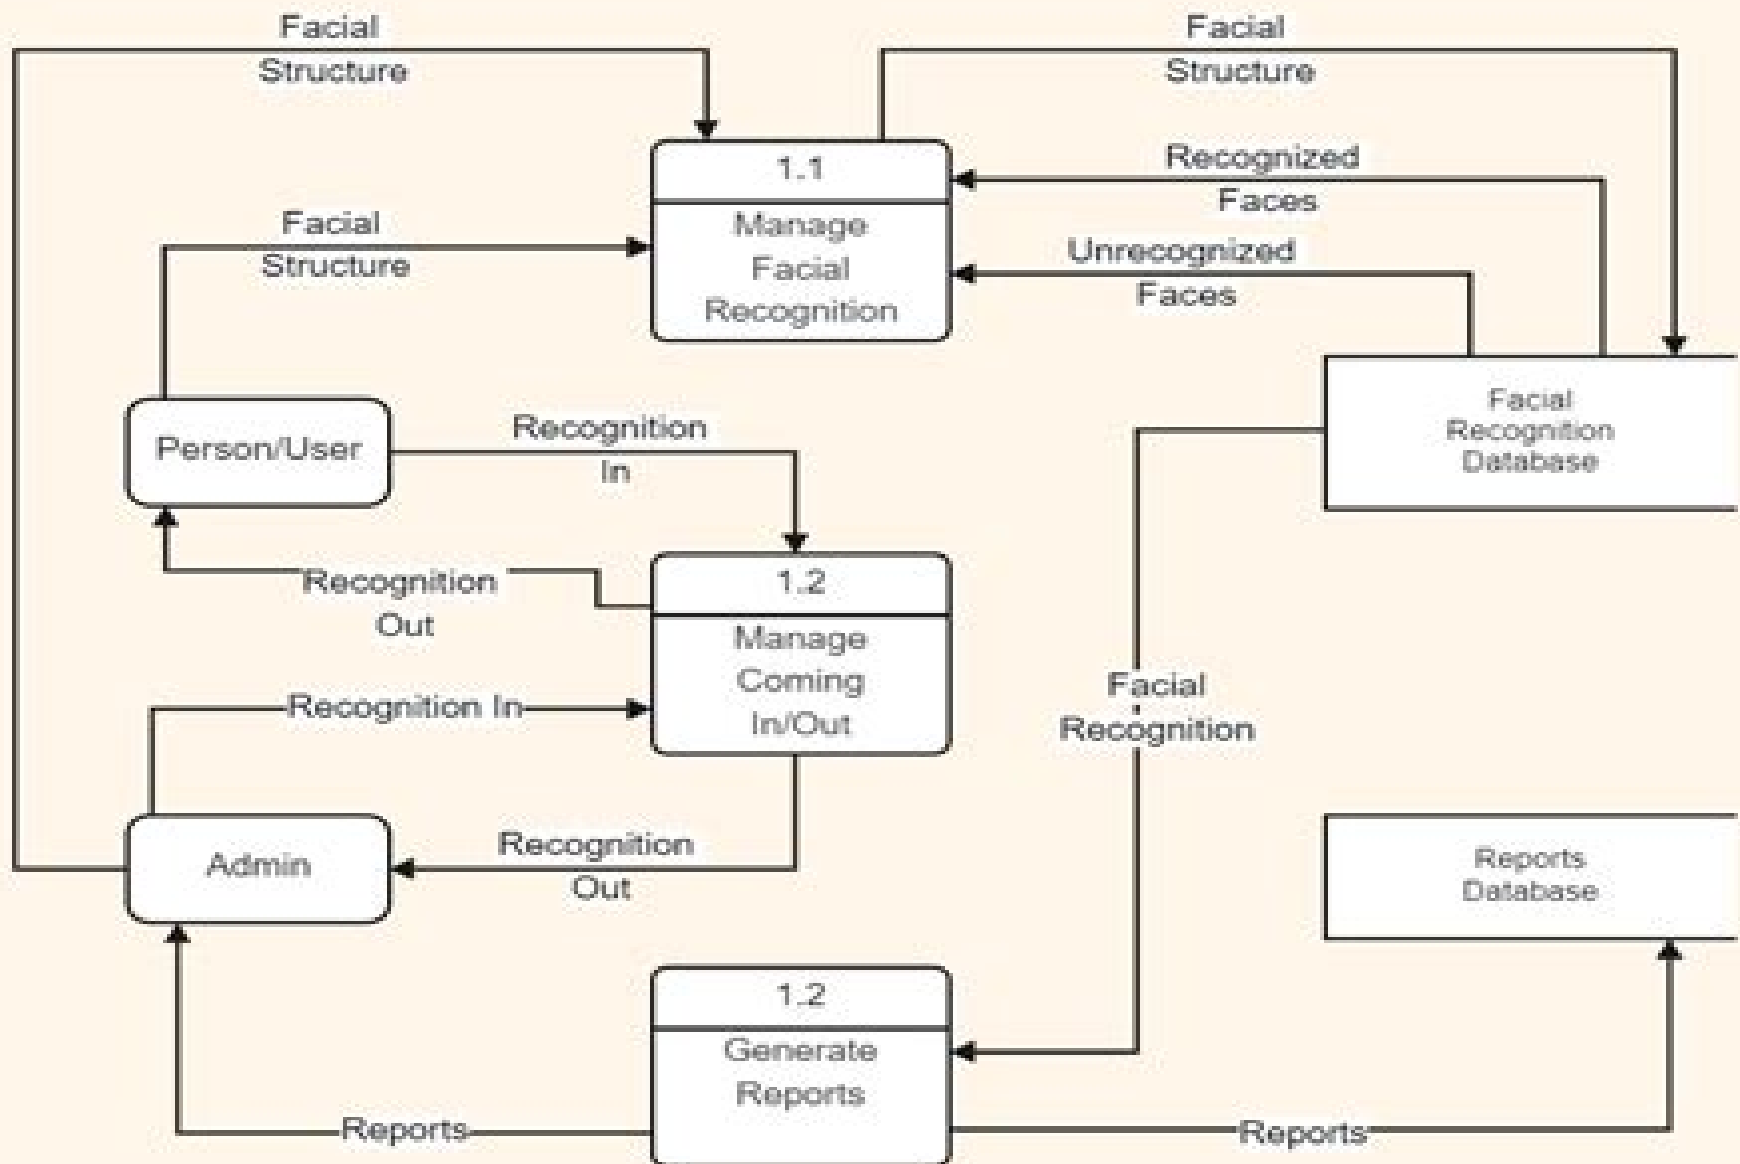 Facial
Structure
Facial
Structure
1.1
Manage
Facial
Recognition
Recognized
Faces
Unrecognized
Faces
Facial
Structure
Facial
Recognition
Database
Person/User
Recognition
In
Recognition
Out
1.2
Manage
Coming
In/Out
Recognition In
Facial
Recognition
Admin
Recognition
Out
Reports
Database
1.2
Generate
Reports
Reports
Reports